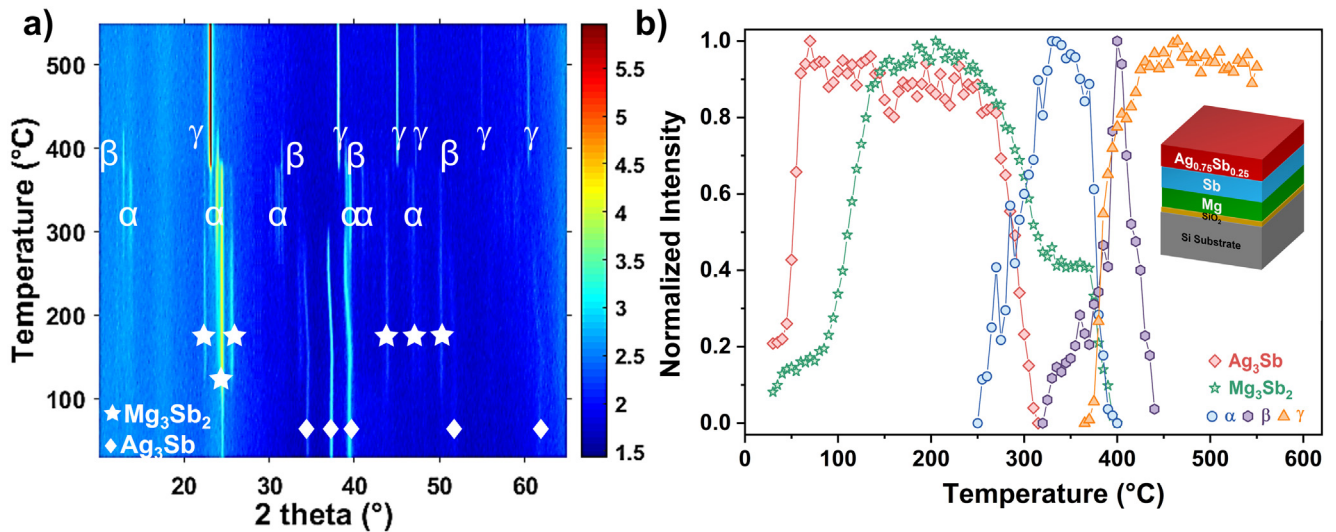 a)
Temperature (°C)
500
400
300
200
100
β
γ
γ
γ
γ
γ
β
β
β
α
α
α
α
α
α
★ Mg₃Sb₂
♦ Ag₃Sb
20
30
40
50
60
2 theta (°)
5.5
5
4.5
4
3.5
3
2.5
2
1.5
b)
Normalized Intensity
1.0
0.8
0.6
0.4
0.2
0.0
0
100
200
300
400
500
600
Temperature (°C)
Ag₀.₇₅Sb₀.₂₅
Sb
Mg
SiO₂
Si Substrate
Ag₃Sb
Mg₃Sb₂
α β γ